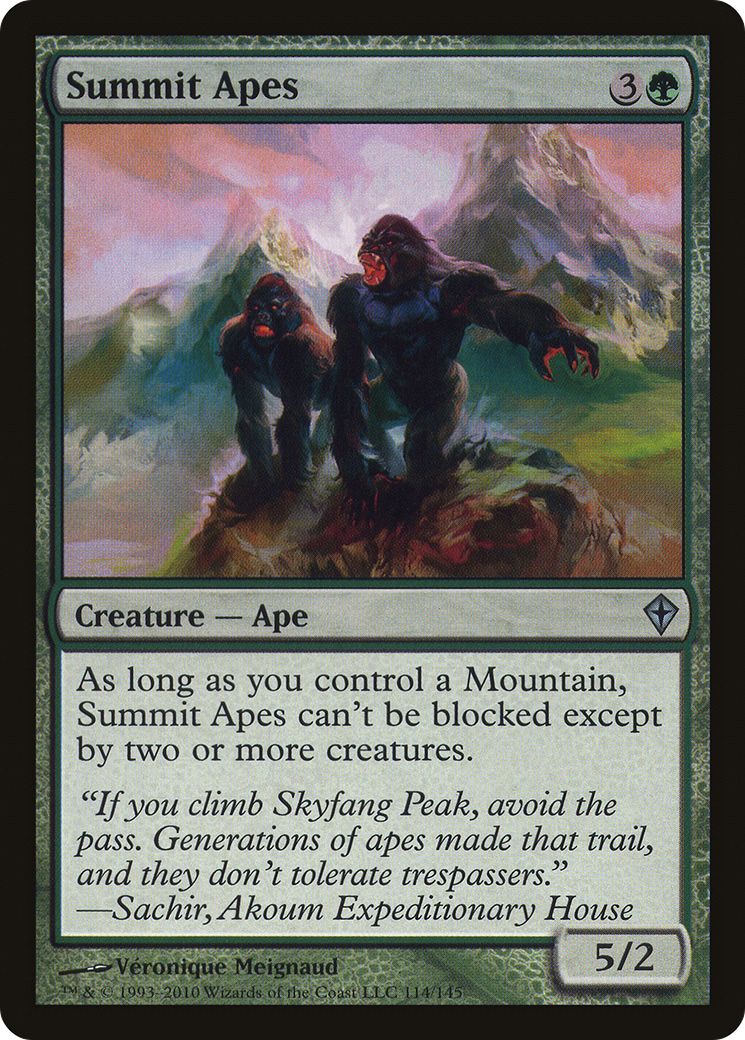 Summit Apes 3
Creature — Ape
As long as you control a Mountain,
Summit Apes can't be blocked except
by two or more creatures.
“If you climb Skyfang Peak, avoid the
pass. Generations of apes made that trail,
and they don't tolerate trespassers.”
—Sachir, Akoum Expeditionary House
5/2
Véronique Meignaud
™ & © 1993–2010 Wizards of the Coast LLC 114/145